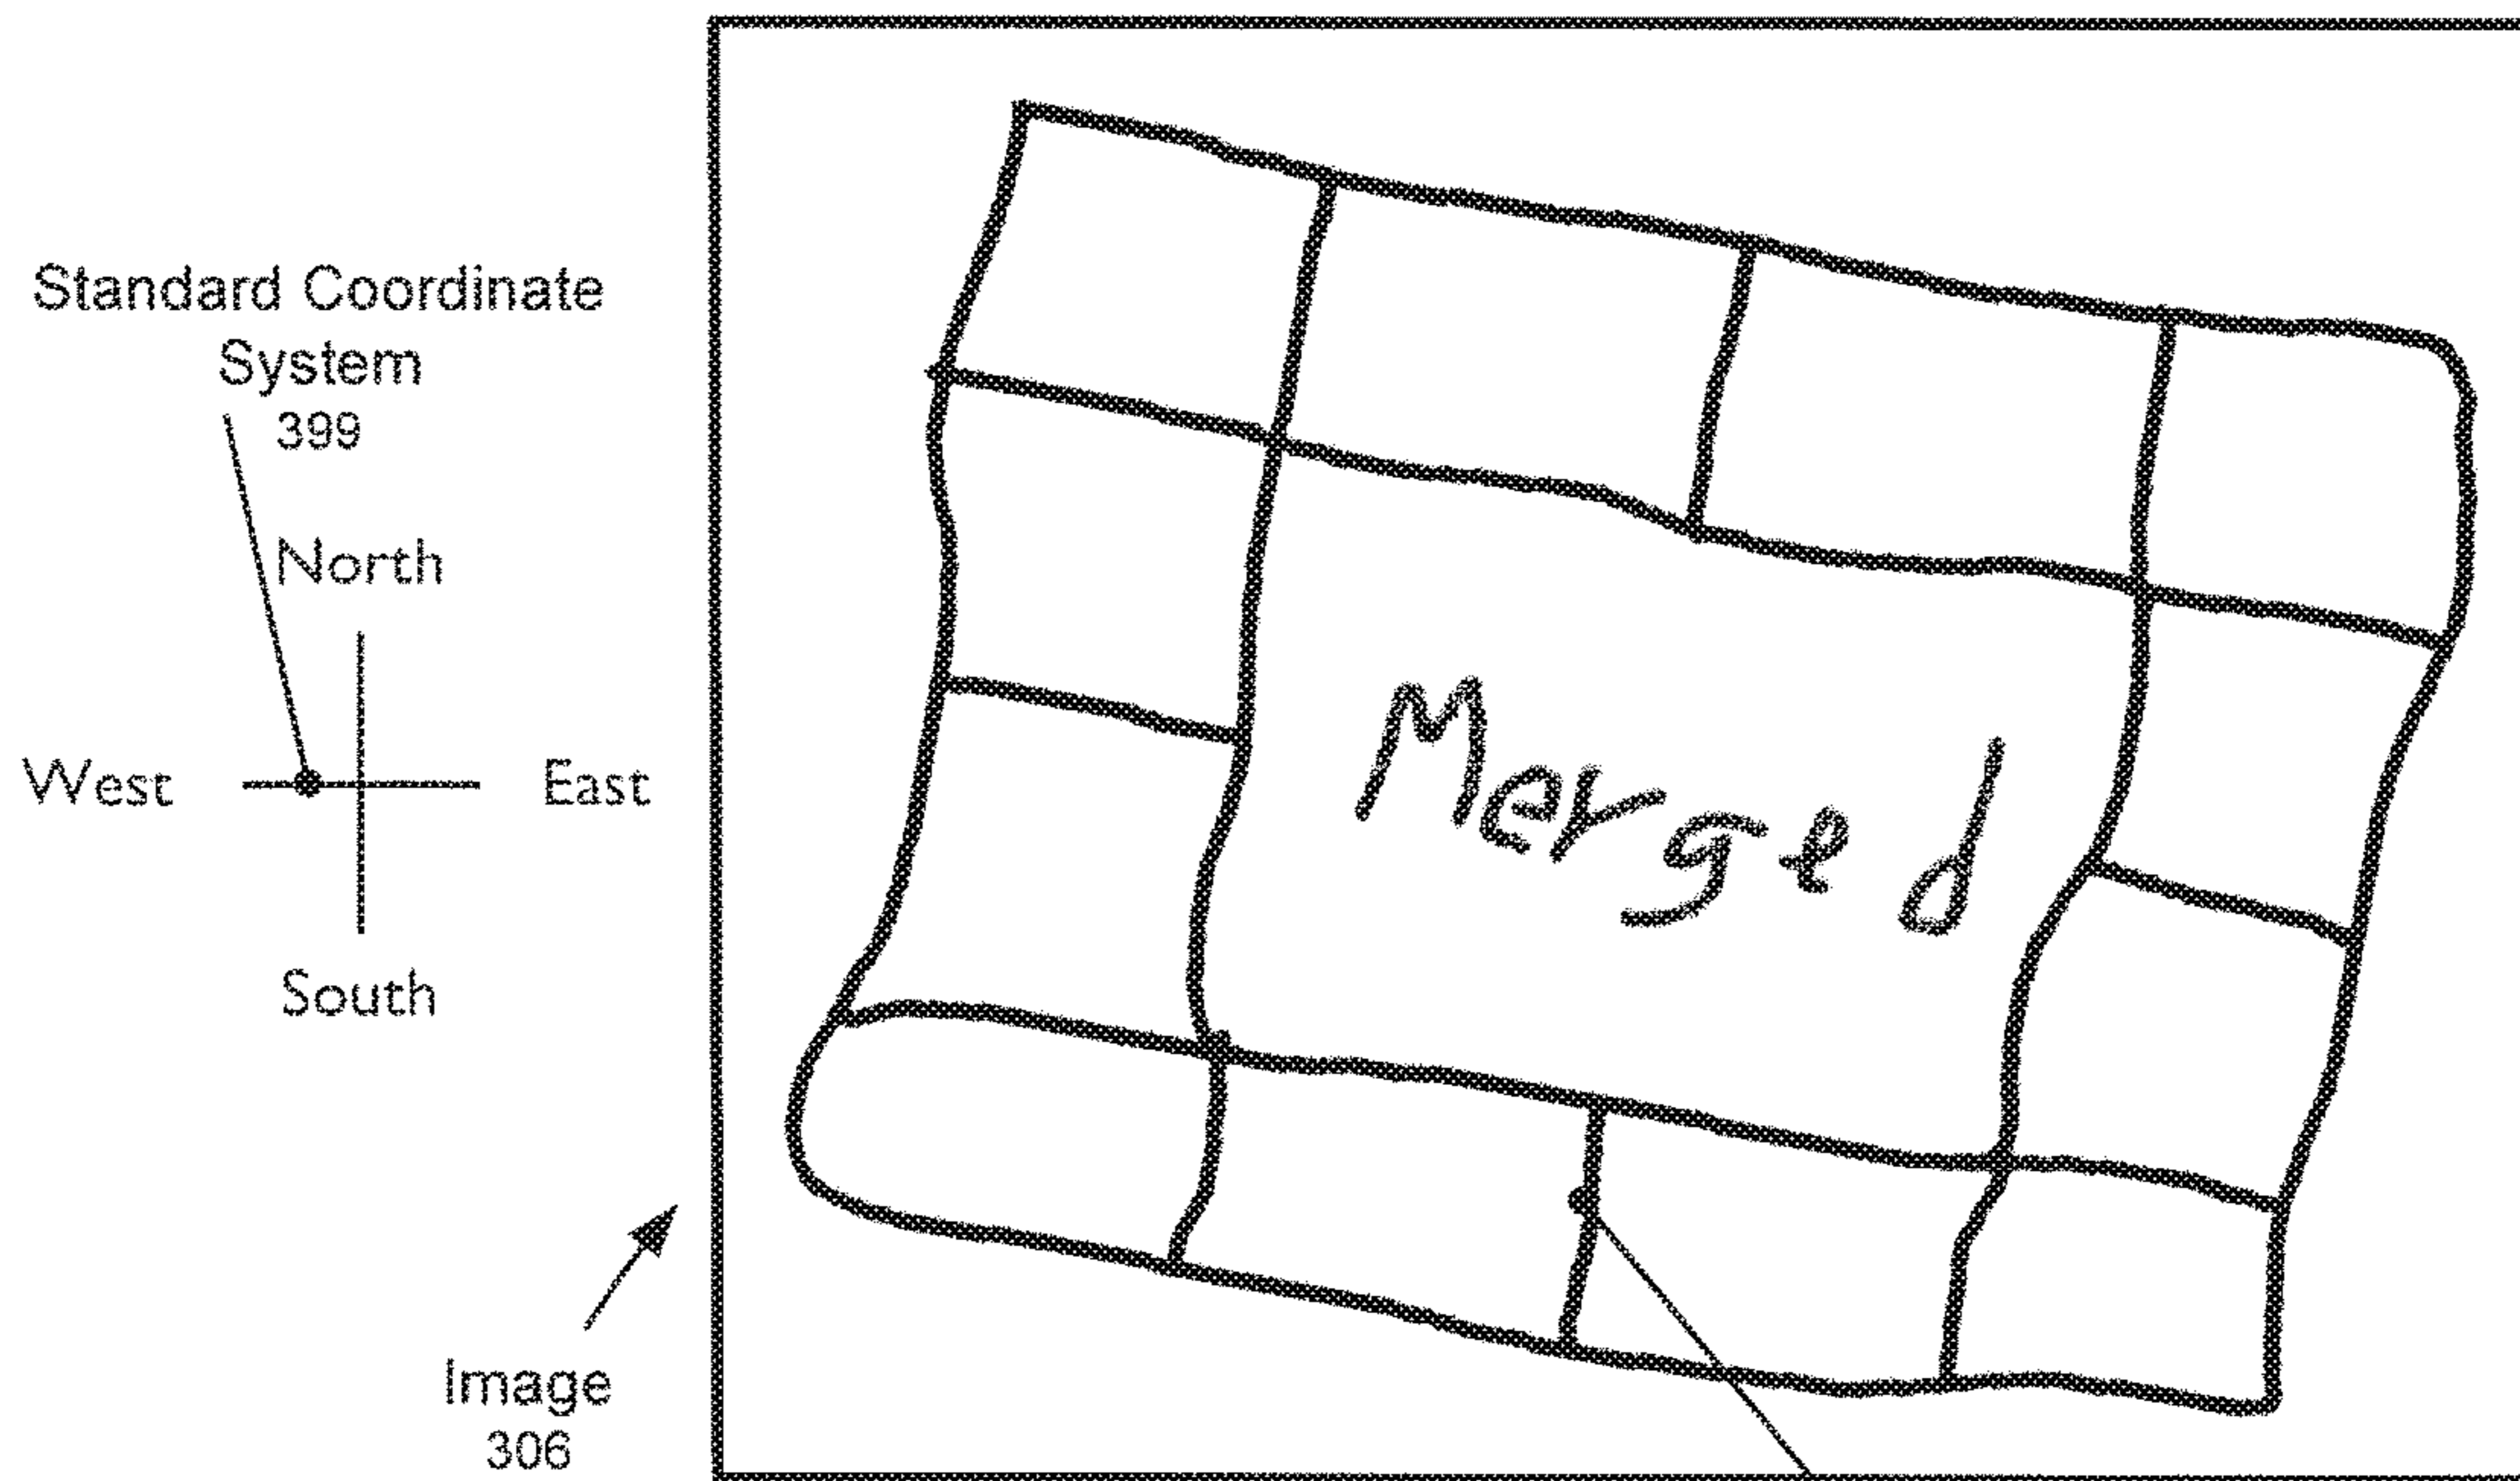 Standard Coordinate
System
399
North
West
East
South
Image
306
Merged